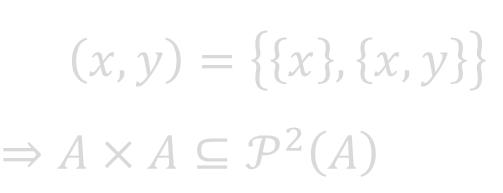 (x, y) = {{x}, {x, y}}
⇒ A × A ⊆ 𝒫²(A)